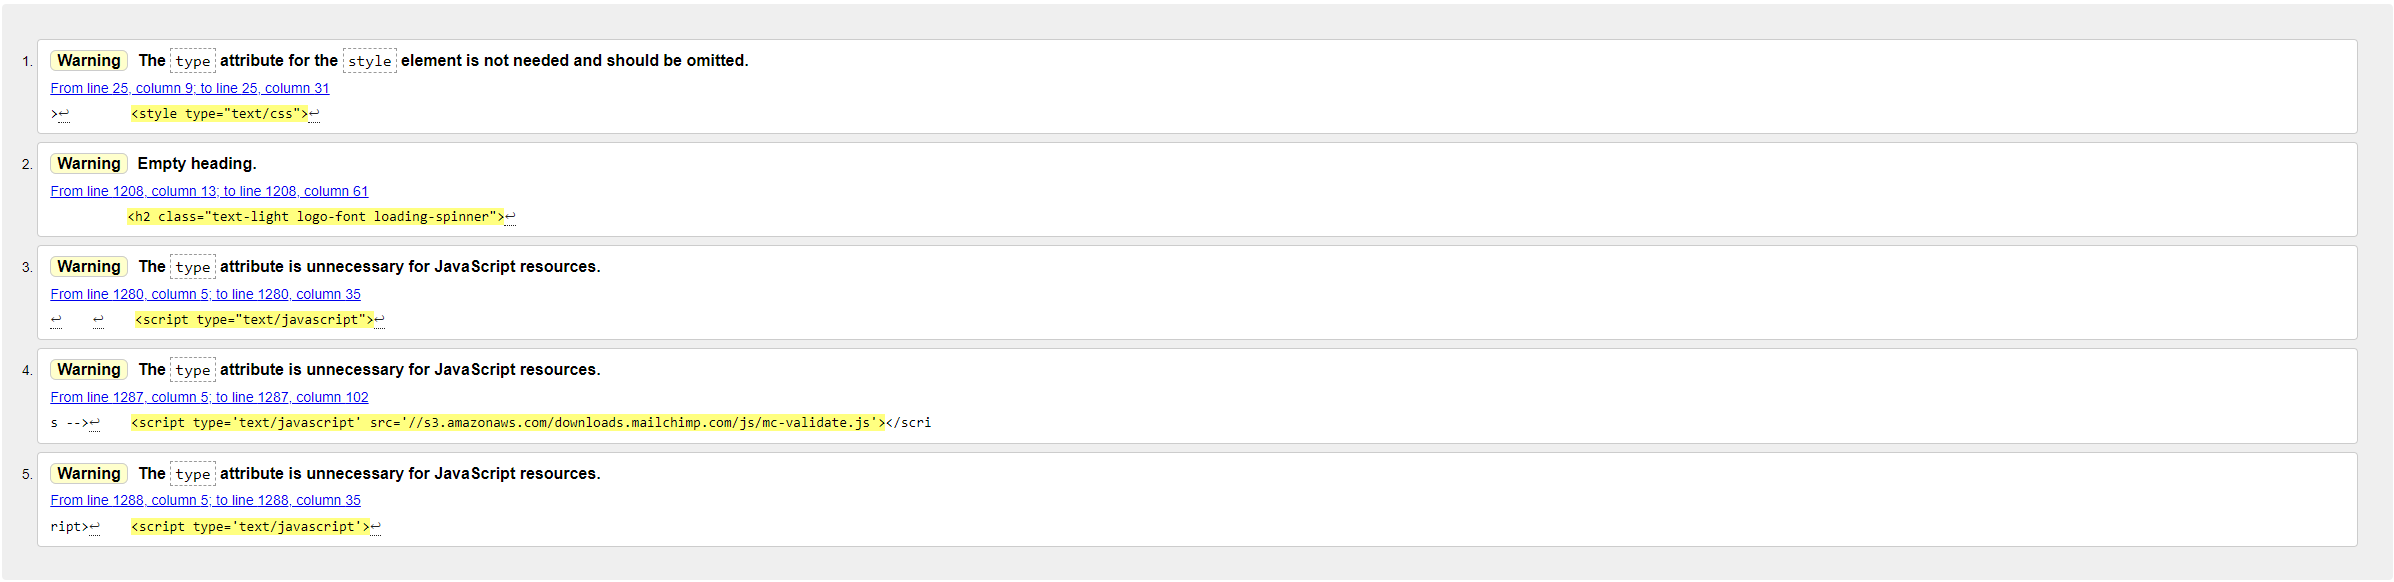 1. Warning The type attribute for the style element is not needed and should be omitted.
From line 25, column 9; to line 25, column 31
>↩ <style type="text/css">↩
2. Warning Empty heading.
From line 1208, column 13; to line 1208, column 61
<h2 class="text-light logo-font loading-spinner">↩
3. Warning The type attribute is unnecessary for JavaScript resources.
From line 1280, column 5; to line 1280, column 35
↩ ↩ <script type="text/javascript">↩
4. Warning The type attribute is unnecessary for JavaScript resources.
From line 1287, column 5; to line 1287, column 102
s -->↩ <script type='text/javascript' src='//s3.amazonaws.com/downloads.mailchimp.com/js/mc-validate.js'></scri
5. Warning The type attribute is unnecessary for JavaScript resources.
From line 1288, column 5; to line 1288, column 35
ript>↩ <script type='text/javascript'>↩